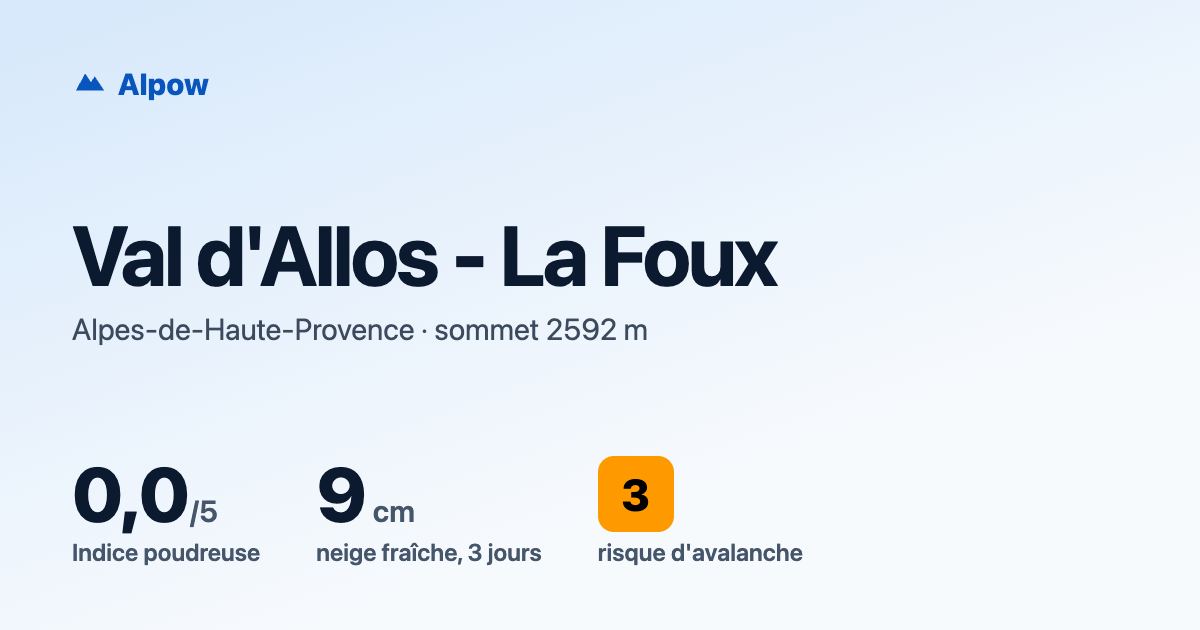 Alpow
Val d'Allos - La Foux
Alpes-de-Haute-Provence · sommet 2592 m
0,0/5 9 cm 3
Indice poudreuse neige fraîche, 3 jours risque d'avalanche